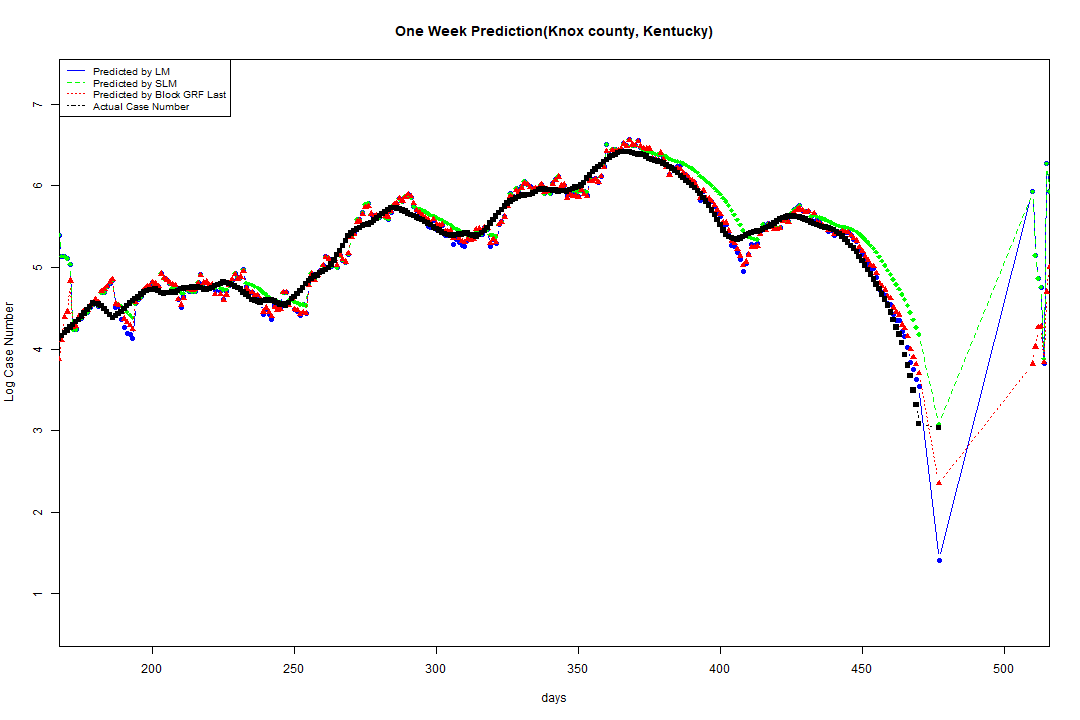 One Week Prediction(Knox county, Kentucky)
Predicted by LM
Predicted by SLM
Predicted by Block GRF Last
Actual Case Number
7
6
5
4
3
2
1
Log Case Number
200 250 300 350 400 450 500
days